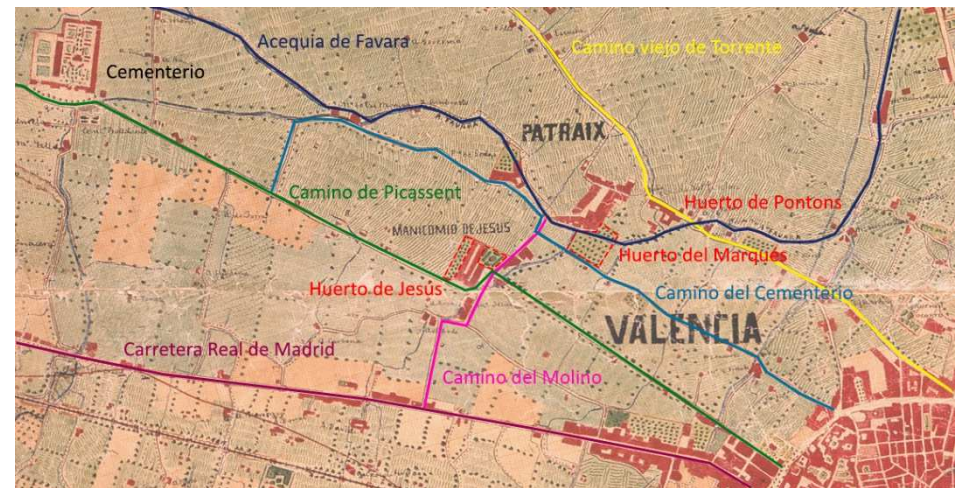 Acequia de Favara
Camino viejo de Torrente
Cementerio
A FAVARA
PATRAIX
Camino de Picassent
Huerto de Pontons
MANICOMIO DE JESUS
Huerto del Marqués
Huerto de Jesús
Camino del Cementerio
VALENCIA
Carretera Real de Madrid
Camino del Molino